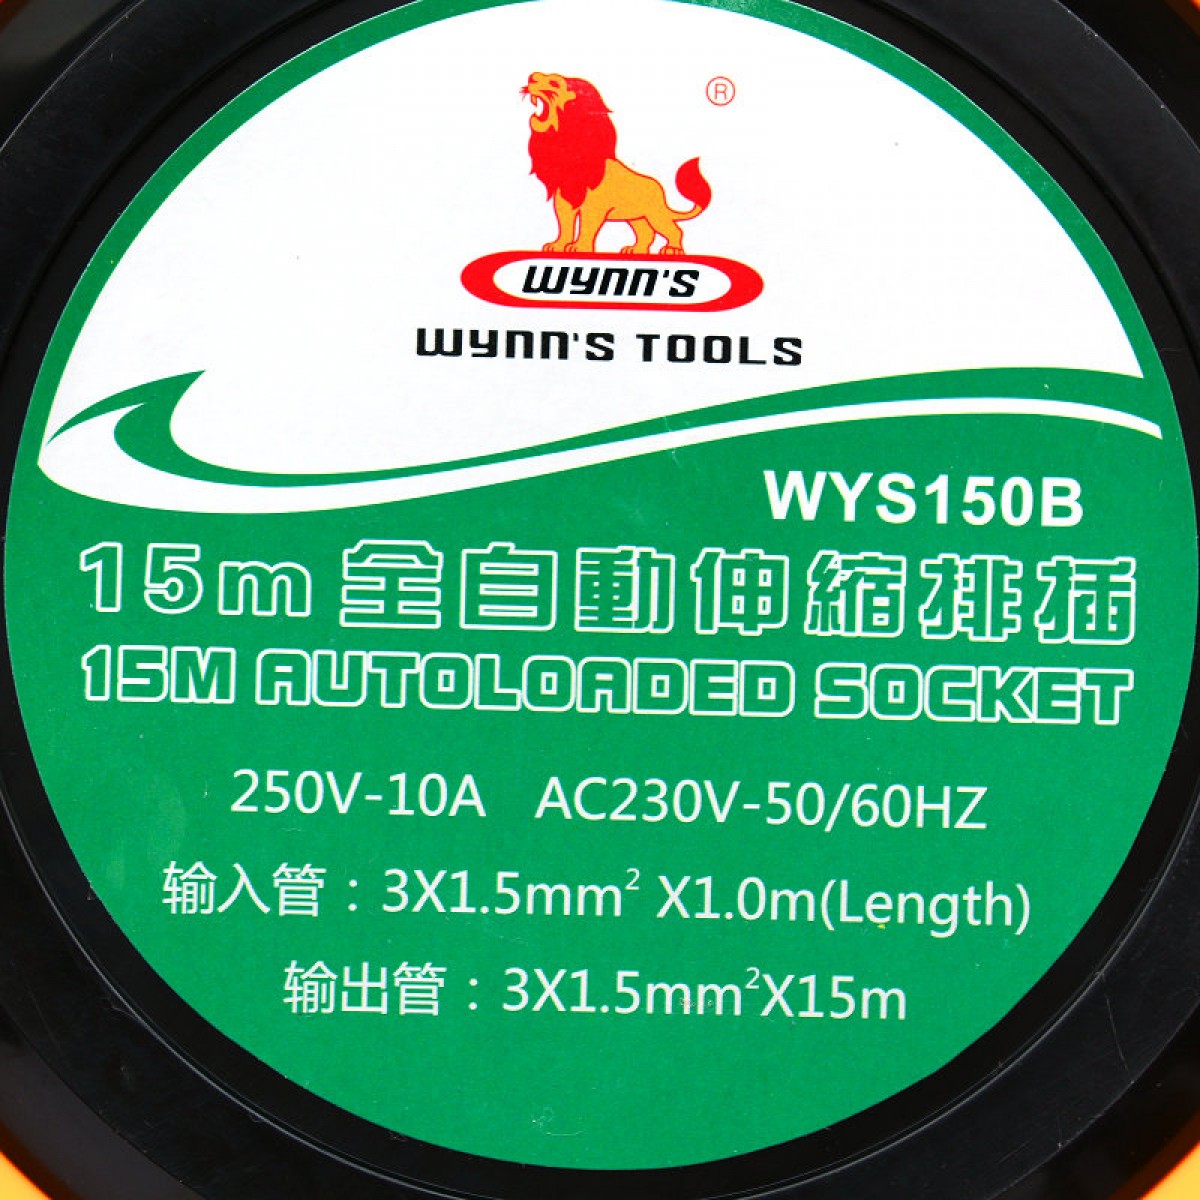 ®
WYNN'S
WYNN'S TOOLS
WYS150B
15m 全自動伸縮排插
15M AUTOLOADED SOCKET
250V-10A AC230V-50/60HZ
输入管：3X1.5mm² X1.0m(Length)
输出管：3X1.5mm²X15m